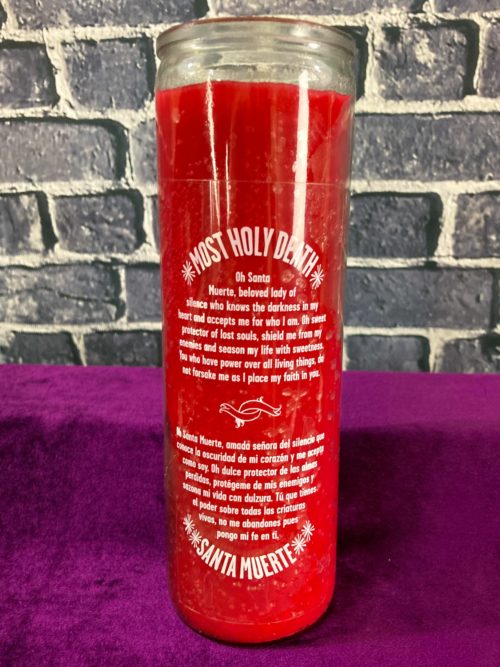 MOST HOLY DEATH
Oh Santa
Muerte, beloved lady of
silence who knows the darkness in my
heart and accepts me for who I am. Oh sweet
protector of lost souls, shield me from my
enemies and season my life with sweetness.
You who have power over all living things, do
not forsake me as I place my faith in you.
Oh Santa Muerte, amada señora del silencio que
conoce la oscuridad de mi corazón y me acepta
como soy. Oh dulce protector de las almas
perdidas, protégeme de mis enemigos y
sazona mi vida con dulzura. Tú que tienes
el poder sobre todas las criaturas
vivas, no me abandones pues
pongo mi fe en ti.
SANTA MUERTE